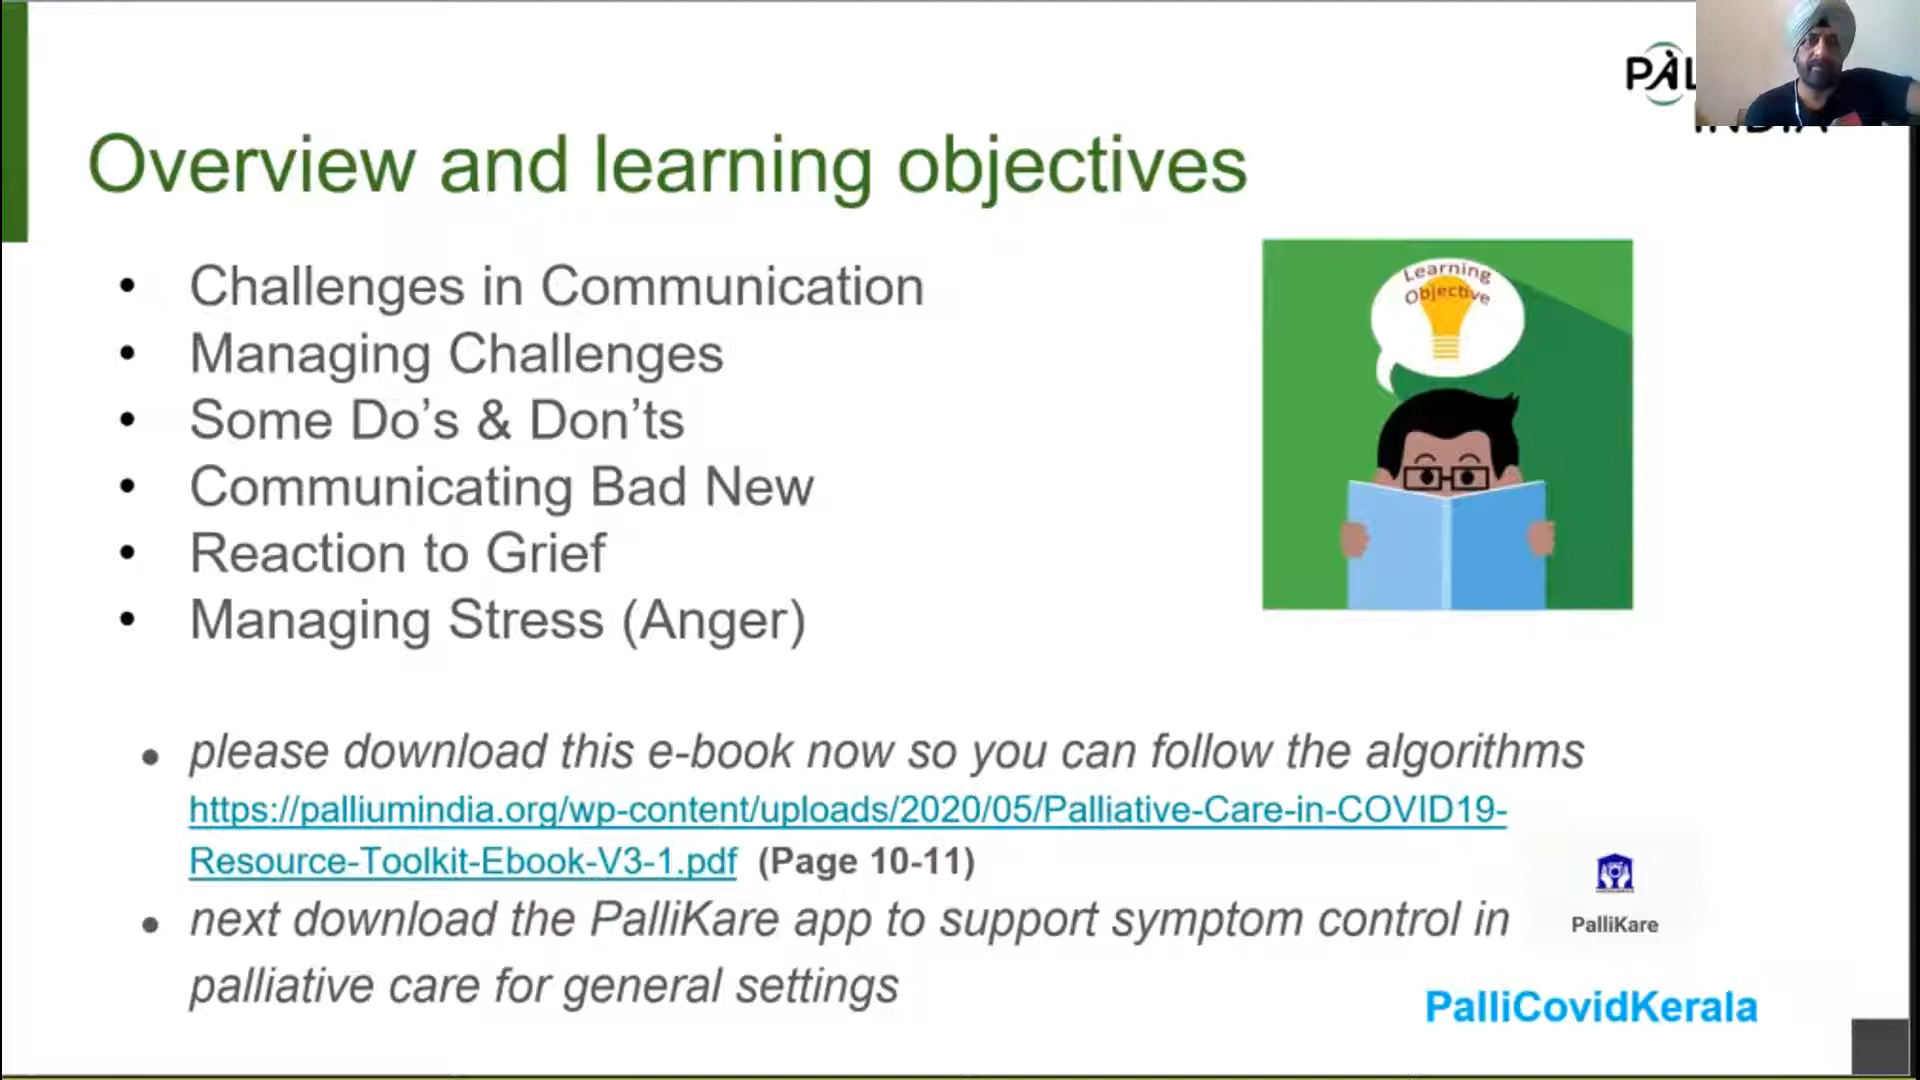 Overview and learning objectives
• Challenges in Communication
• Managing Challenges
• Some Do’s & Don’ts
• Communicating Bad New
• Reaction to Grief
• Managing Stress (Anger)
Learning
Objective
• please download this e-book now so you can follow the algorithms
https://palliumindia.org/wp-content/uploads/2020/05/Palliative-Care-in-COVID19-
Resource-Toolkit-Ebook-V3-1.pdf (Page 10-11)
• next download the PalliKare app to support symptom control in
palliative care for general settings
PalliKare
PalliCovidKerala